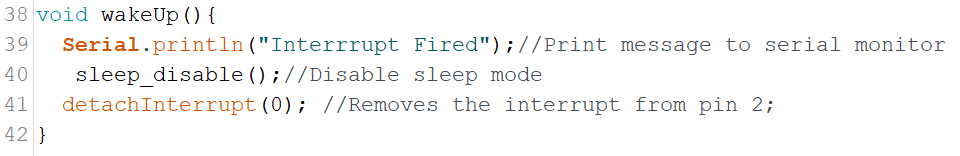 38 void wakeUp(){
39   Serial.println("Interrrupt Fired");//Print message to serial monitor
40    sleep_disable();//Disable sleep mode
41   detachInterrupt(0); //Removes the interrupt from pin 2;
42 }